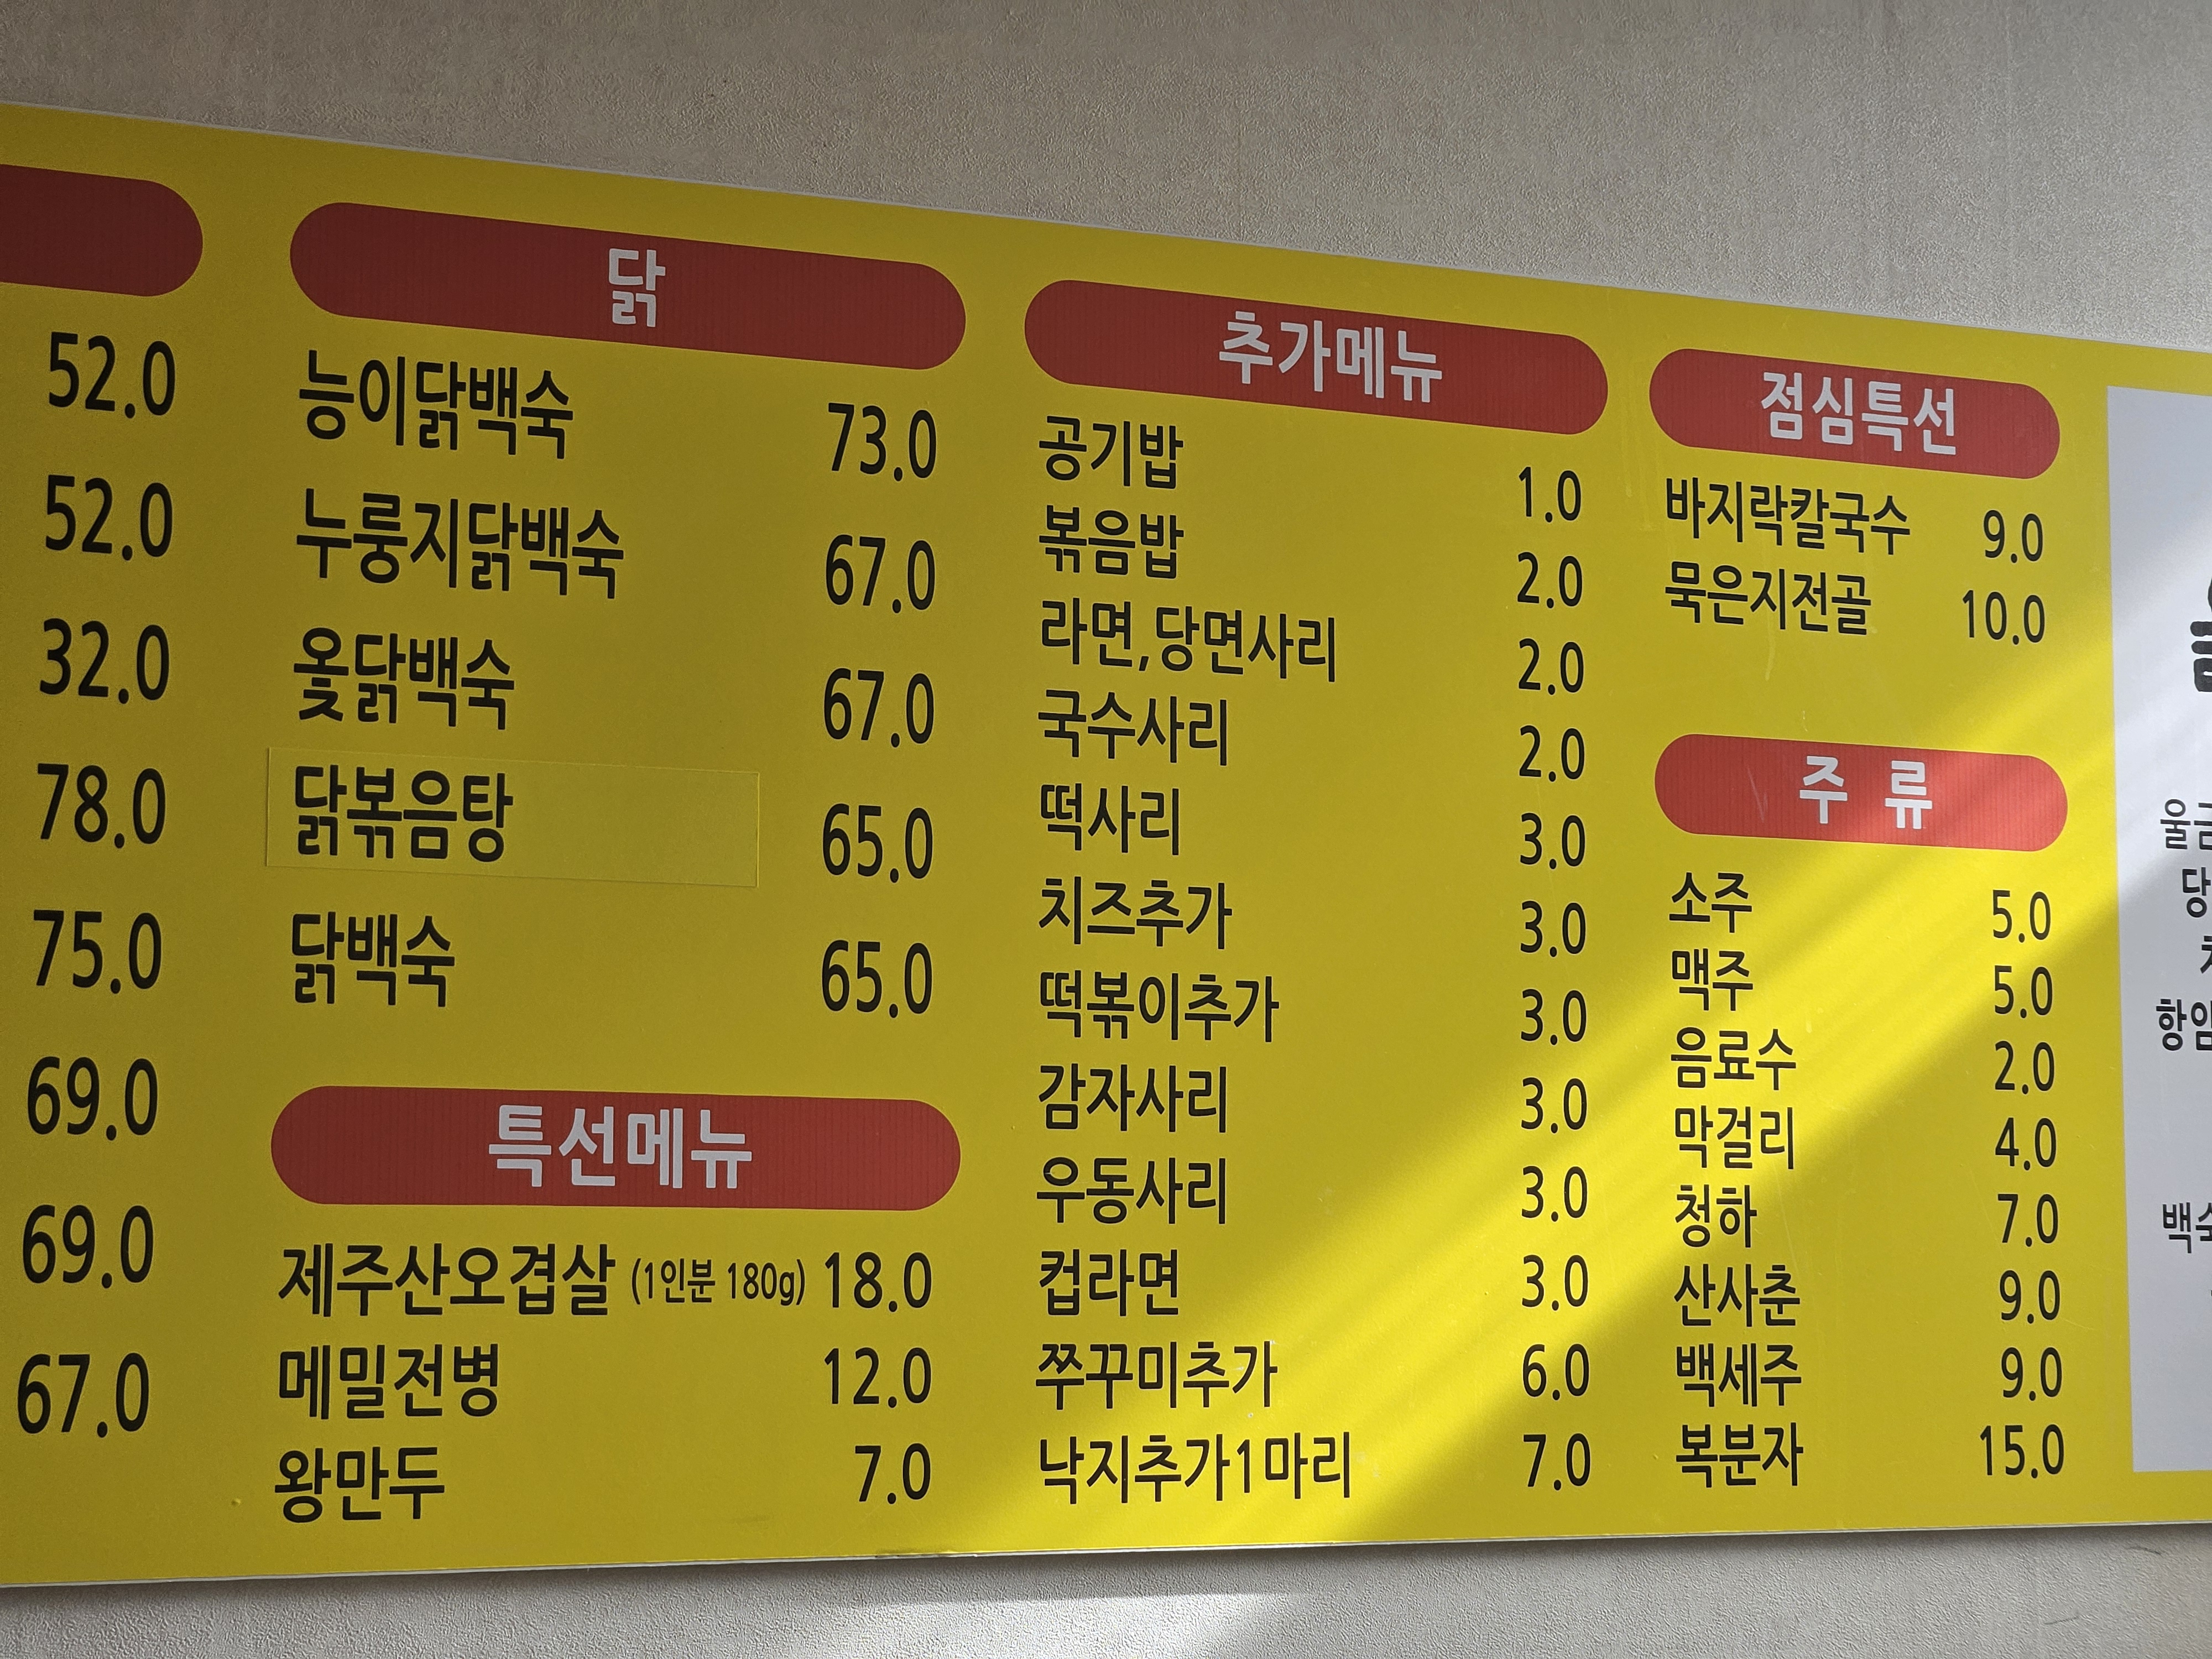 52.0
52.0
32.0
78.0
75.0
69.0
69.0
67.0
닭
능이닭백숙 73.0
누룽지닭백숙 67.0
옻닭백숙 67.0
닭볶음탕 65.0
닭백숙 65.0
특선메뉴
제주산오겹살 (1인분 180g) 18.0
메밀전병 12.0
왕만두 7.0
추가메뉴
공기밥 1.0
볶음밥 2.0
라면,당면사리 2.0
국수사리 2.0
떡사리 3.0
치즈추가 3.0
떡볶이추가 3.0
감자사리 3.0
우동사리 3.0
컵라면 3.0
쭈꾸미추가 6.0
낙지추가1마리 7.0
점심특선
바지락칼국수 9.0
묵은지전골 10.0
주 류
소주 5.0
맥주 5.0
음료수 2.0
막걸리 4.0
청하 7.0
산사춘 9.0
백세주 9.0
복분자 15.0